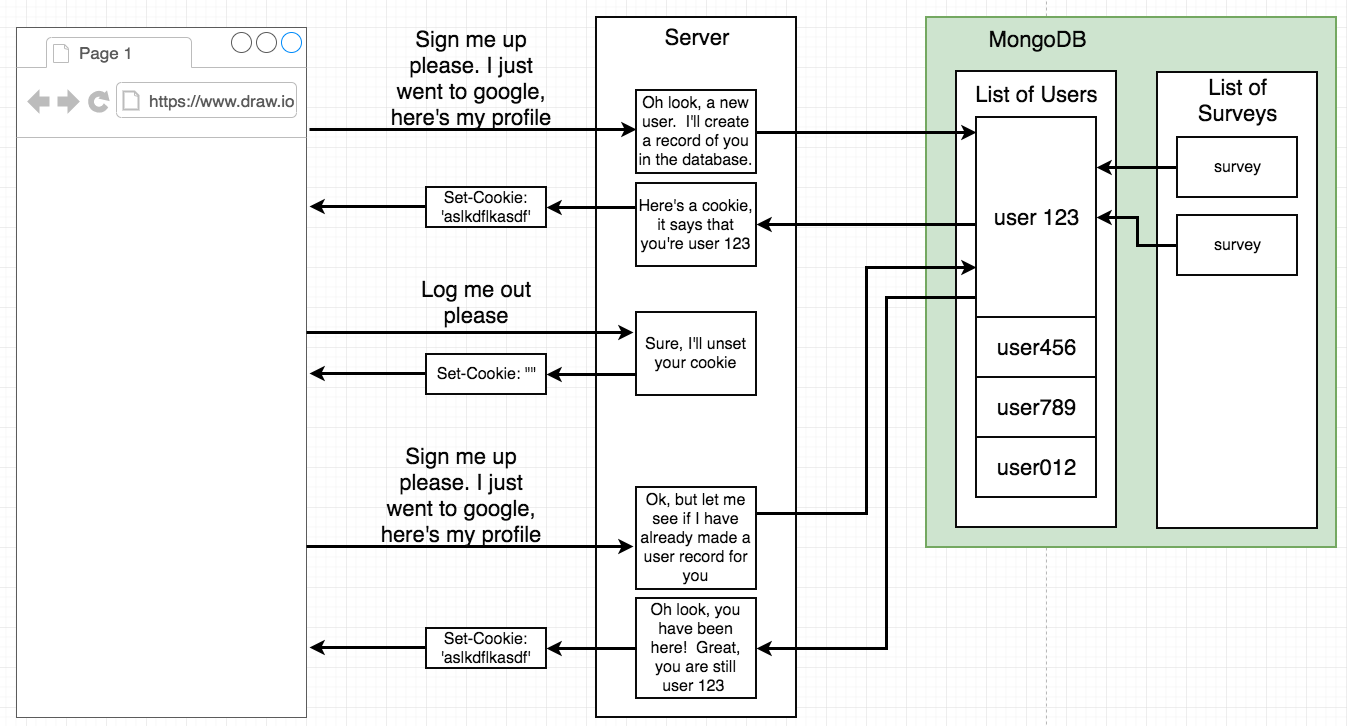 Page 1
https://www.draw.io
Sign me up
please. I just
went to google,
here's my profile
Set-Cookie:
'aslkdflkasdf'
Log me out
please
Set-Cookie: ""
Sign me up
please. I just
went to google,
here's my profile
Set-Cookie:
'aslkdflkasdf'
Server
Oh look, a new
user. I'll create
a record of you
in the database.
Here's a cookie,
it says that
you're user 123
Sure, I'll unset
your cookie
Ok, but let me
see if I have
already made a
user record for
you
Oh look, you
have been
here! Great,
you are still
user 123
MongoDB
List of Users
user 123
user456
user789
user012
List of
Surveys
survey
survey